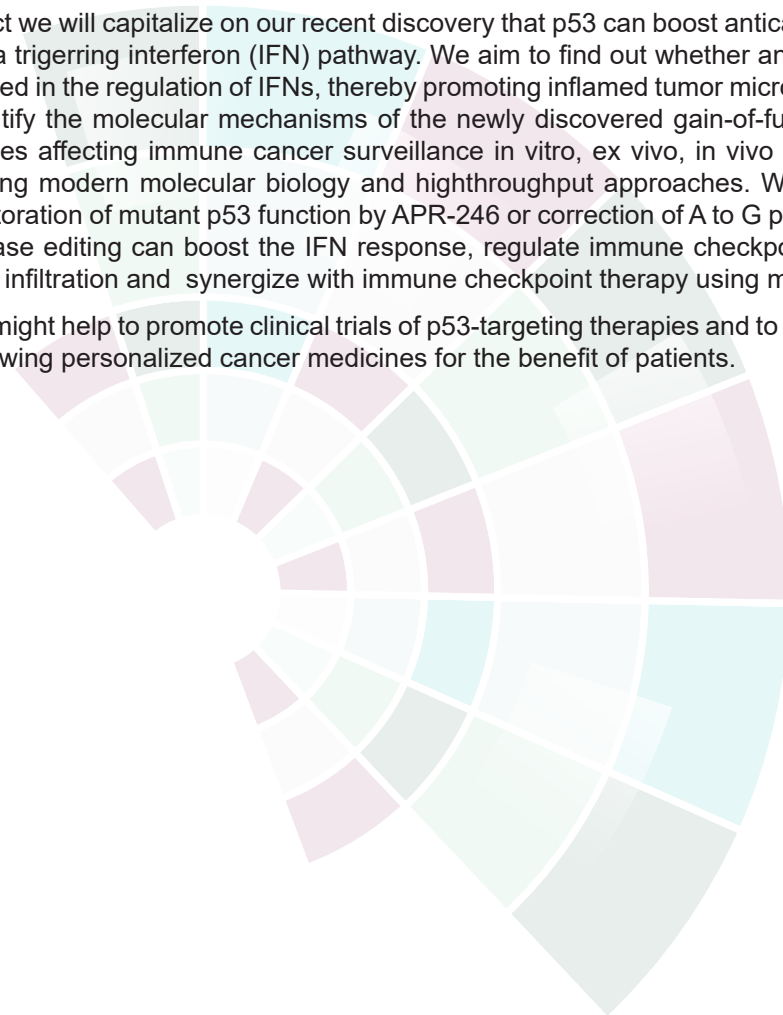 ct we will capitalize on our recent discovery that p53 can boost antica
a trigerring interferon (IFN) pathway. We aim to find out whether an
ed in the regulation of IFNs, thereby promoting inflamed tumor micro
tify the molecular mechanisms of the newly discovered gain-of-fu
es affecting immune cancer surveillance in vitro, ex vivo, in vivo
ng modern molecular biology and highthroughput approaches. W
toration of mutant p53 function by APR-246 or correction of A to G p
ase editing can boost the IFN response, regulate immune checkpo
infiltration and synergize with immune checkpoint therapy using m
might help to promote clinical trials of p53-targeting therapies and to
wing personalized cancer medicines for the benefit of patients.